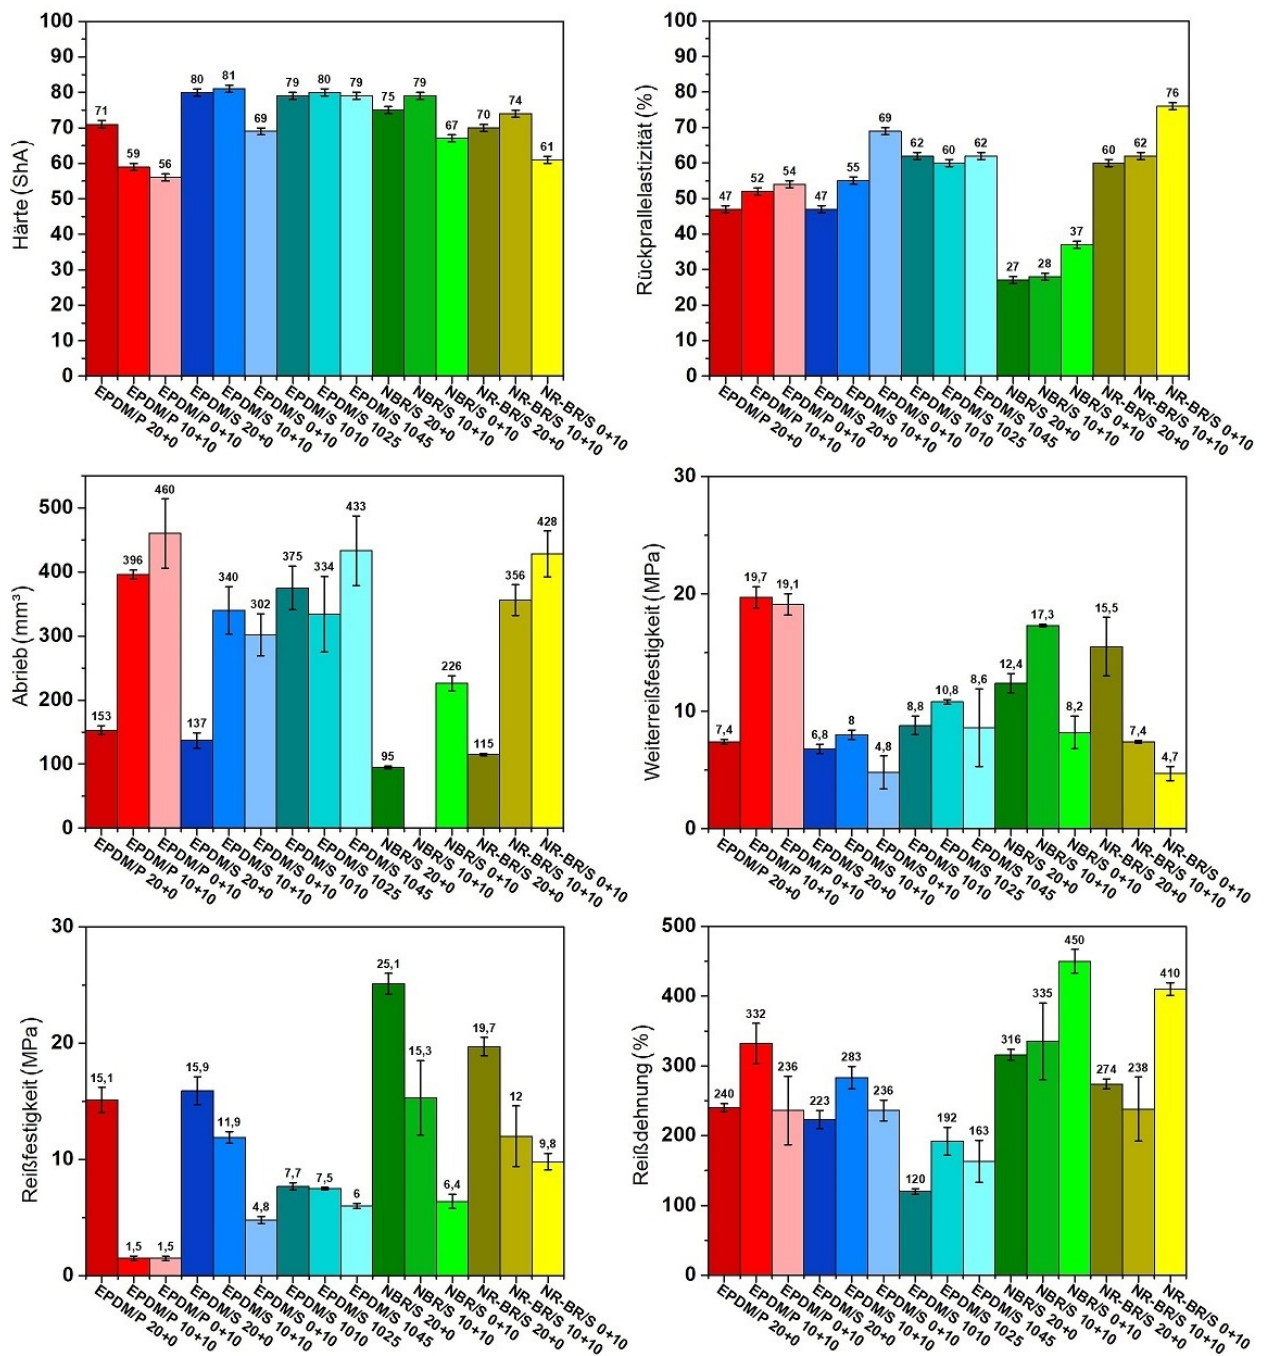 Härte (ShA)
100
90
80
70
60
50
40
30
20
10
0
71
59
56
80
81
69
79
80
79
75
79
67
70
74
61
EPDM/P 20+0
EPDM/P 10+10
EPDM/P 0+10
EPDM/S 20+0
EPDM/S 10+10
EPDM/S 0+10
EPDM/S 1010
EPDM/S 1025
EPDM/S 1045
NBR/S 20+0
NBR/S 10+10
NBR/S 0+10
NR-BR/S 20+0
NR-BR/S 10+10
NR-BR/S 0+10
Rückprallelastizität (%)
100
90
80
70
60
50
40
30
20
10
0
47
52
54
47
55
69
62
60
62
27
28
37
60
62
76
EPDM/P 20+0
EPDM/P 10+10
EPDM/P 0+10
EPDM/S 20+0
EPDM/S 10+10
EPDM/S 0+10
EPDM/S 1010
EPDM/S 1025
EPDM/S 1045
NBR/S 20+0
NBR/S 10+10
NBR/S 0+10
NR-BR/S 20+0
NR-BR/S 10+10
NR-BR/S 0+10
Abrieb (mm³)
500
400
300
200
100
0
153
396
460
137
340
302
375
334
433
95
226
115
356
428
EPDM/P 20+0
EPDM/P 10+10
EPDM/P 0+10
EPDM/S 20+0
EPDM/S 10+10
EPDM/S 0+10
EPDM/S 1010
EPDM/S 1025
EPDM/S 1045
NBR/S 20+0
NBR/S 10+10
NBR/S 0+10
NR-BR/S 20+0
NR-BR/S 10+10
NR-BR/S 0+10
Weiterreißfestigkeit (MPa)
30
20
10
0
7,4
19,7
19,1
6,8
8
4,8
8,8
10,8
8,6
12,4
17,3
8,2
15,5
7,4
4,7
EPDM/P 20+0
EPDM/P 10+10
EPDM/P 0+10
EPDM/S 20+0
EPDM/S 10+10
EPDM/S 0+10
EPDM/S 1010
EPDM/S 1025
EPDM/S 1045
NBR/S 20+0
NBR/S 10+10
NBR/S 0+10
NR-BR/S 20+0
NR-BR/S 10+10
NR-BR/S 0+10
Reißfestigkeit (MPa)
30
20
10
0
15,1
1,5
1,5
15,9
11,9
4,8
7,7
7,5
6
25,1
15,3
6,4
19,7
12
9,8
EPDM/P 20+0
EPDM/P 10+10
EPDM/P 0+10
EPDM/S 20+0
EPDM/S 10+10
EPDM/S 0+10
EPDM/S 1010
EPDM/S 1025
EPDM/S 1045
NBR/S 20+0
NBR/S 10+10
NBR/S 0+10
NR-BR/S 20+0
NR-BR/S 10+10
NR-BR/S 0+10
Reißdehnung (%)
500
400
300
200
100
0
240
332
236
223
283
236
120
192
163
316
335
450
274
238
410
EPDM/P 20+0
EPDM/P 10+10
EPDM/P 0+10
EPDM/S 20+0
EPDM/S 10+10
EPDM/S 0+10
EPDM/S 1010
EPDM/S 1025
EPDM/S 1045
NBR/S 20+0
NBR/S 10+10
NBR/S 0+10
NR-BR/S 20+0
NR-BR/S 10+10
NR-BR/S 0+10